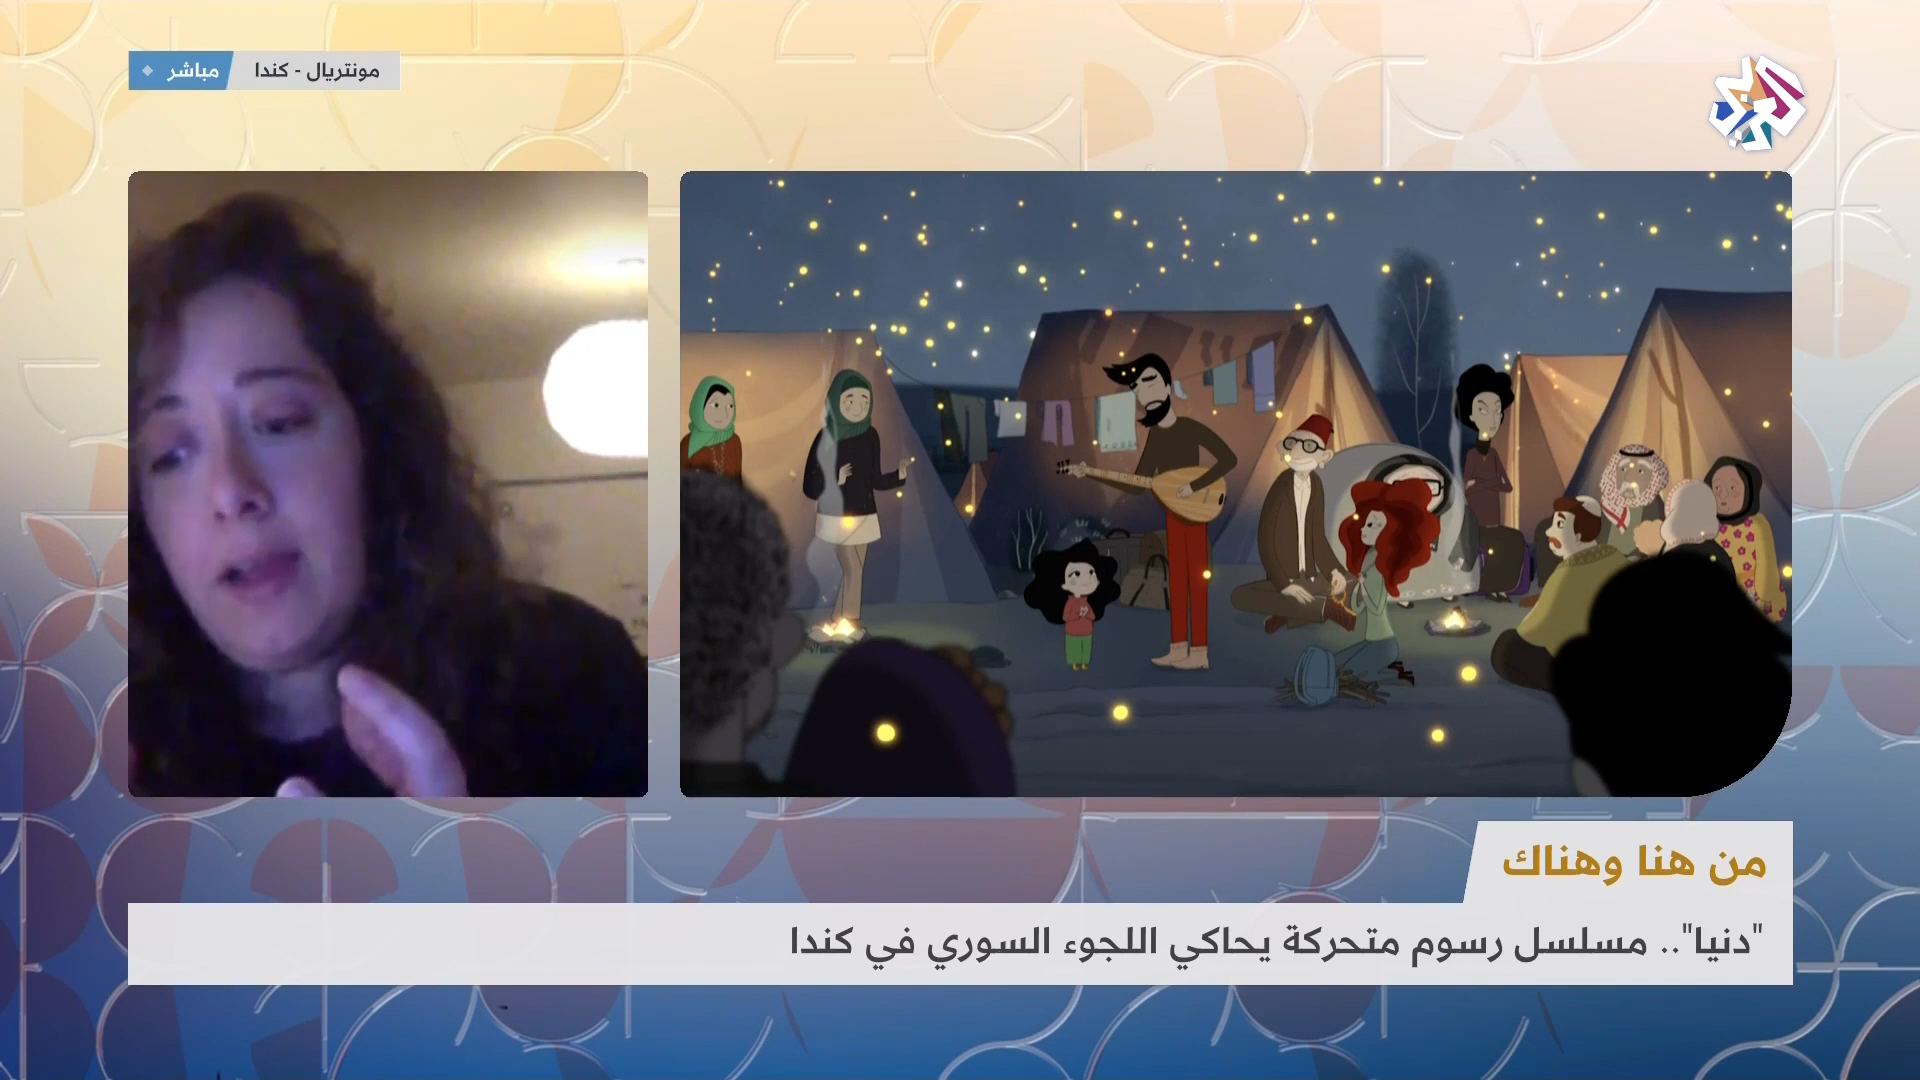 مباشر
مونتريال - كندا
من هنا وهناك
"دنيا".. مسلسل رسوم متحركة يحاكي اللجوء السوري في كندا